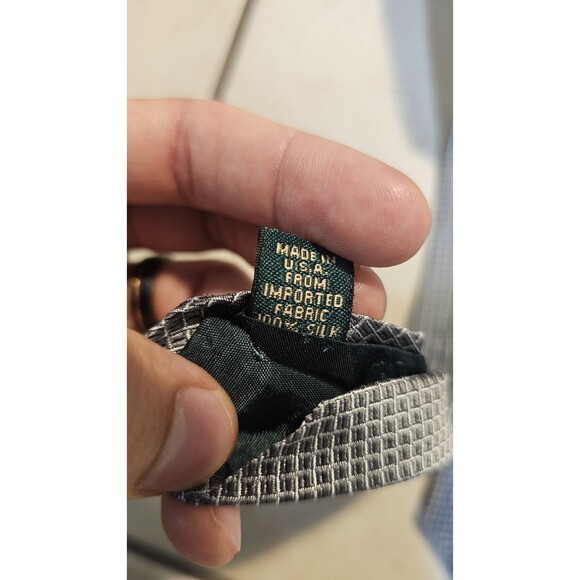 MADE IN
U.S.A.
FROM
IMPORTED
FABRIC
100% SILK